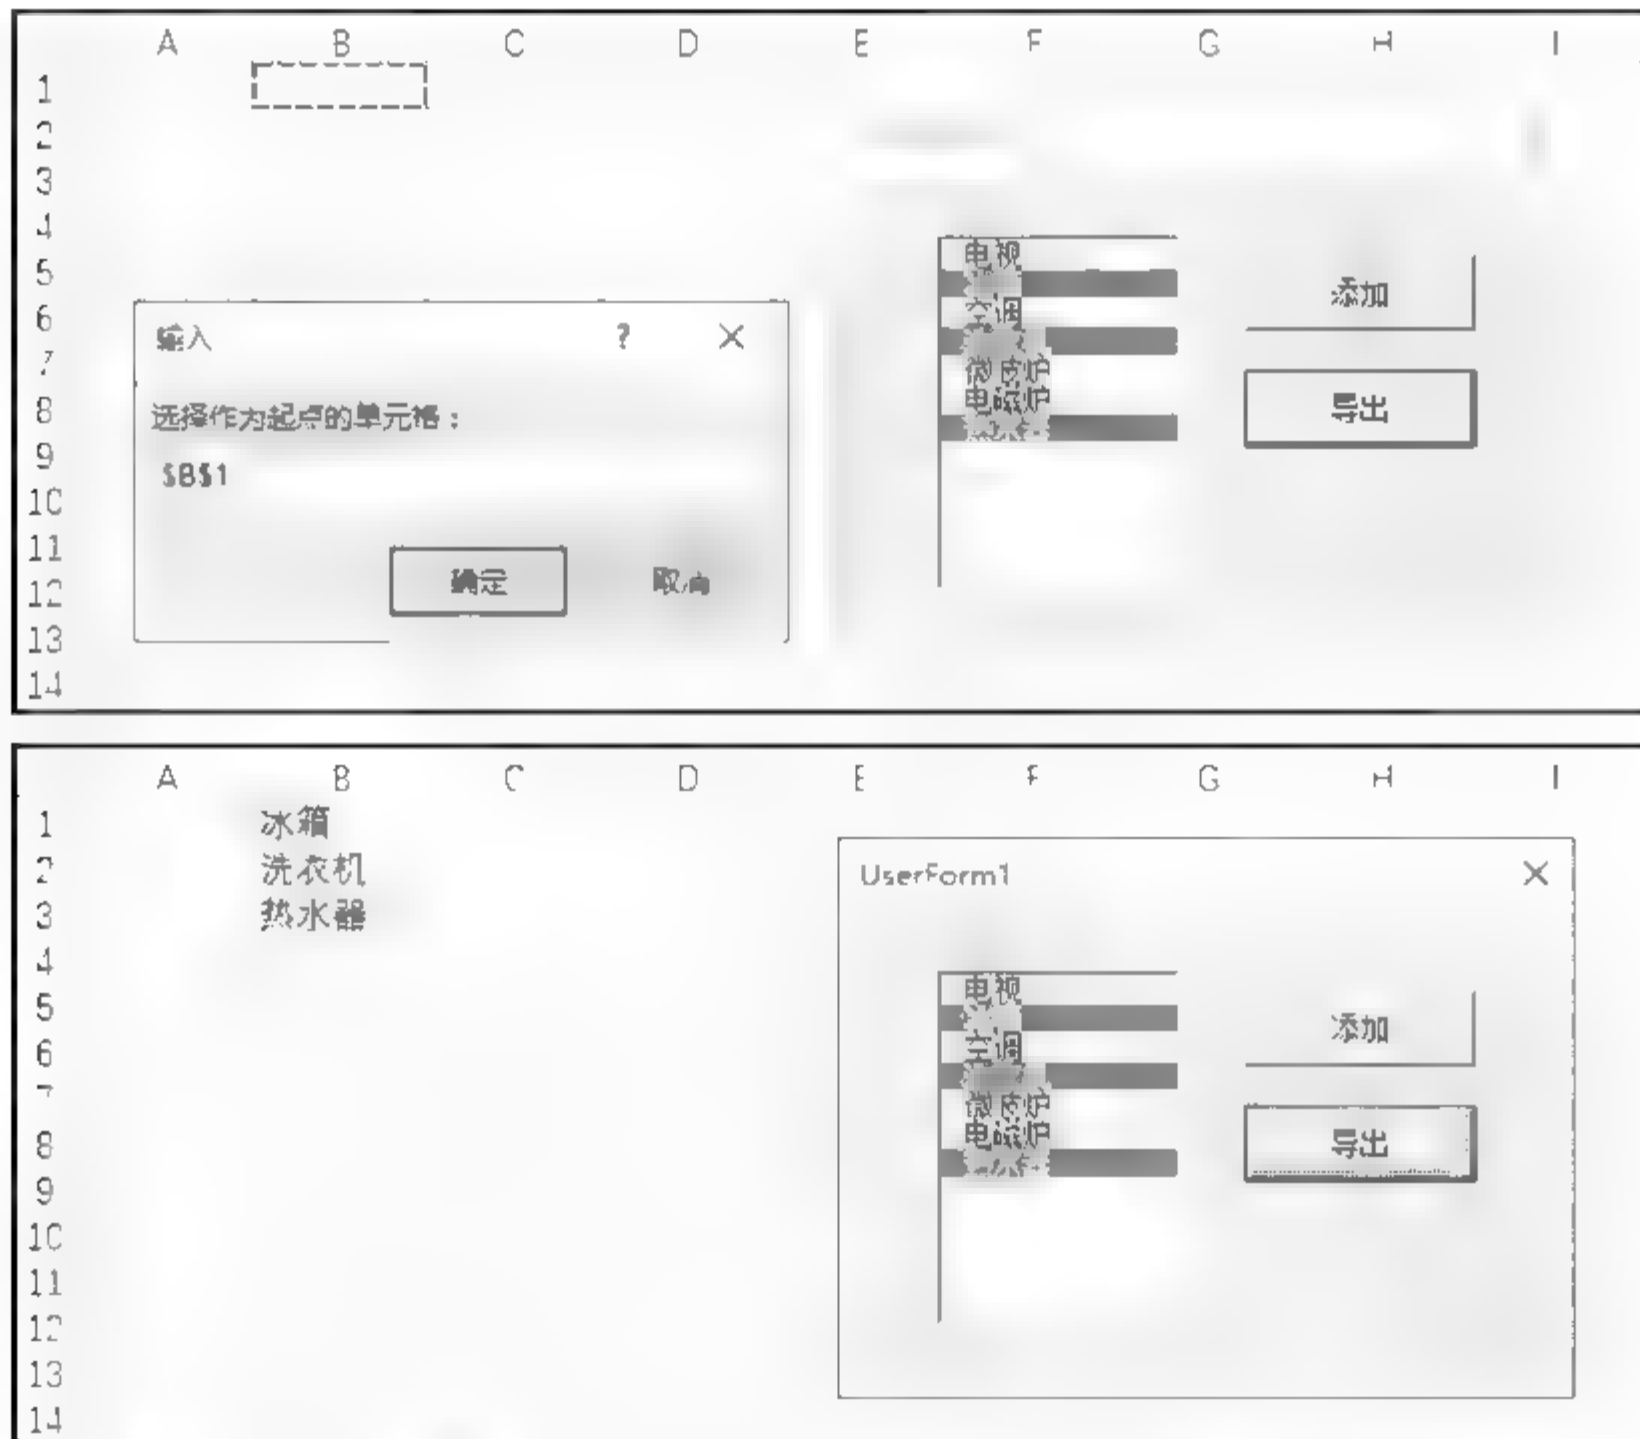 A B C D E F G H I
1
2
3
4
电视
5
添加
6
空调
输入 ? ×
7
微波炉
8
选择作为起点的单元格：
电磁炉
导出
9
$B$1
10
11
确定 取消
12
13
14
A B C D E F G H I
1 冰箱
2 洗衣机
UserForm1 ×
3 热水器
4
电视
5
添加
6
空调
7
微波炉
8
电磁炉
导出
9
10
11
12
13
14